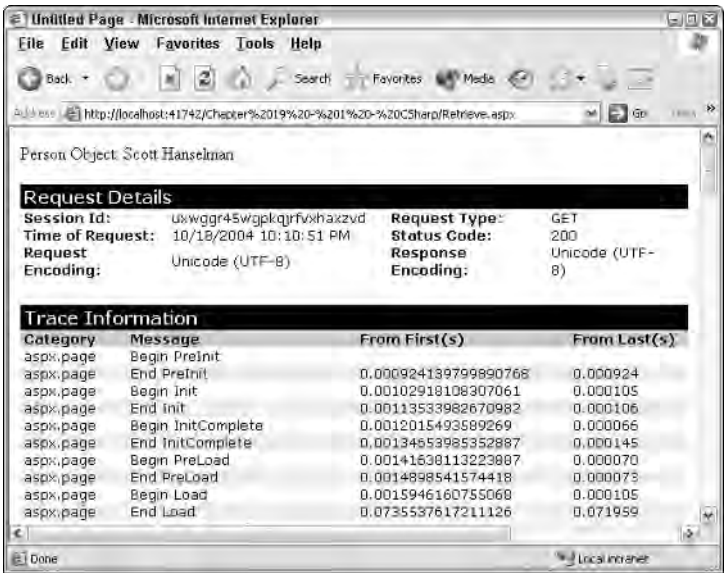 Untitled Page - Microsoft Internet Explorer
File Edit View Favorites Tools Help
Back Search Favorites Media
Address http://localhost:41742/Chapter%2019%20-%201%20-%20CSharp/Retrieve.aspx Go Links »
Person Object: Scott Hanselman
Request Details
Session Id: uxwggr45wgpkqjrfvxhaxzvd Request Type: GET
Time of Request: 10/18/2004 10:10:51 PM Status Code: 200
Request Encoding: Unicode (UTF-8) Response Encoding: Unicode (UTF-8)
Trace Information
Category Message From First(s) From Last(s)
aspx.page Begin PreInit
aspx.page End PreInit 0.000924139799890768 0.000924
aspx.page Begin Init 0.00102918108307061 0.000105
aspx.page End Init 0.00113533982670982 0.000106
aspx.page Begin InitComplete 0.0012015493589269 0.000066
aspx.page End InitComplete 0.00134653985352887 0.000145
aspx.page Begin PreLoad 0.00141638113223887 0.000070
aspx.page End PreLoad 0.0014898541574418 0.000073
aspx.page Begin Load 0.0015946160755068 0.000105
aspx.page End Load 0.0735537617211126 0.071959
Done Local intranet